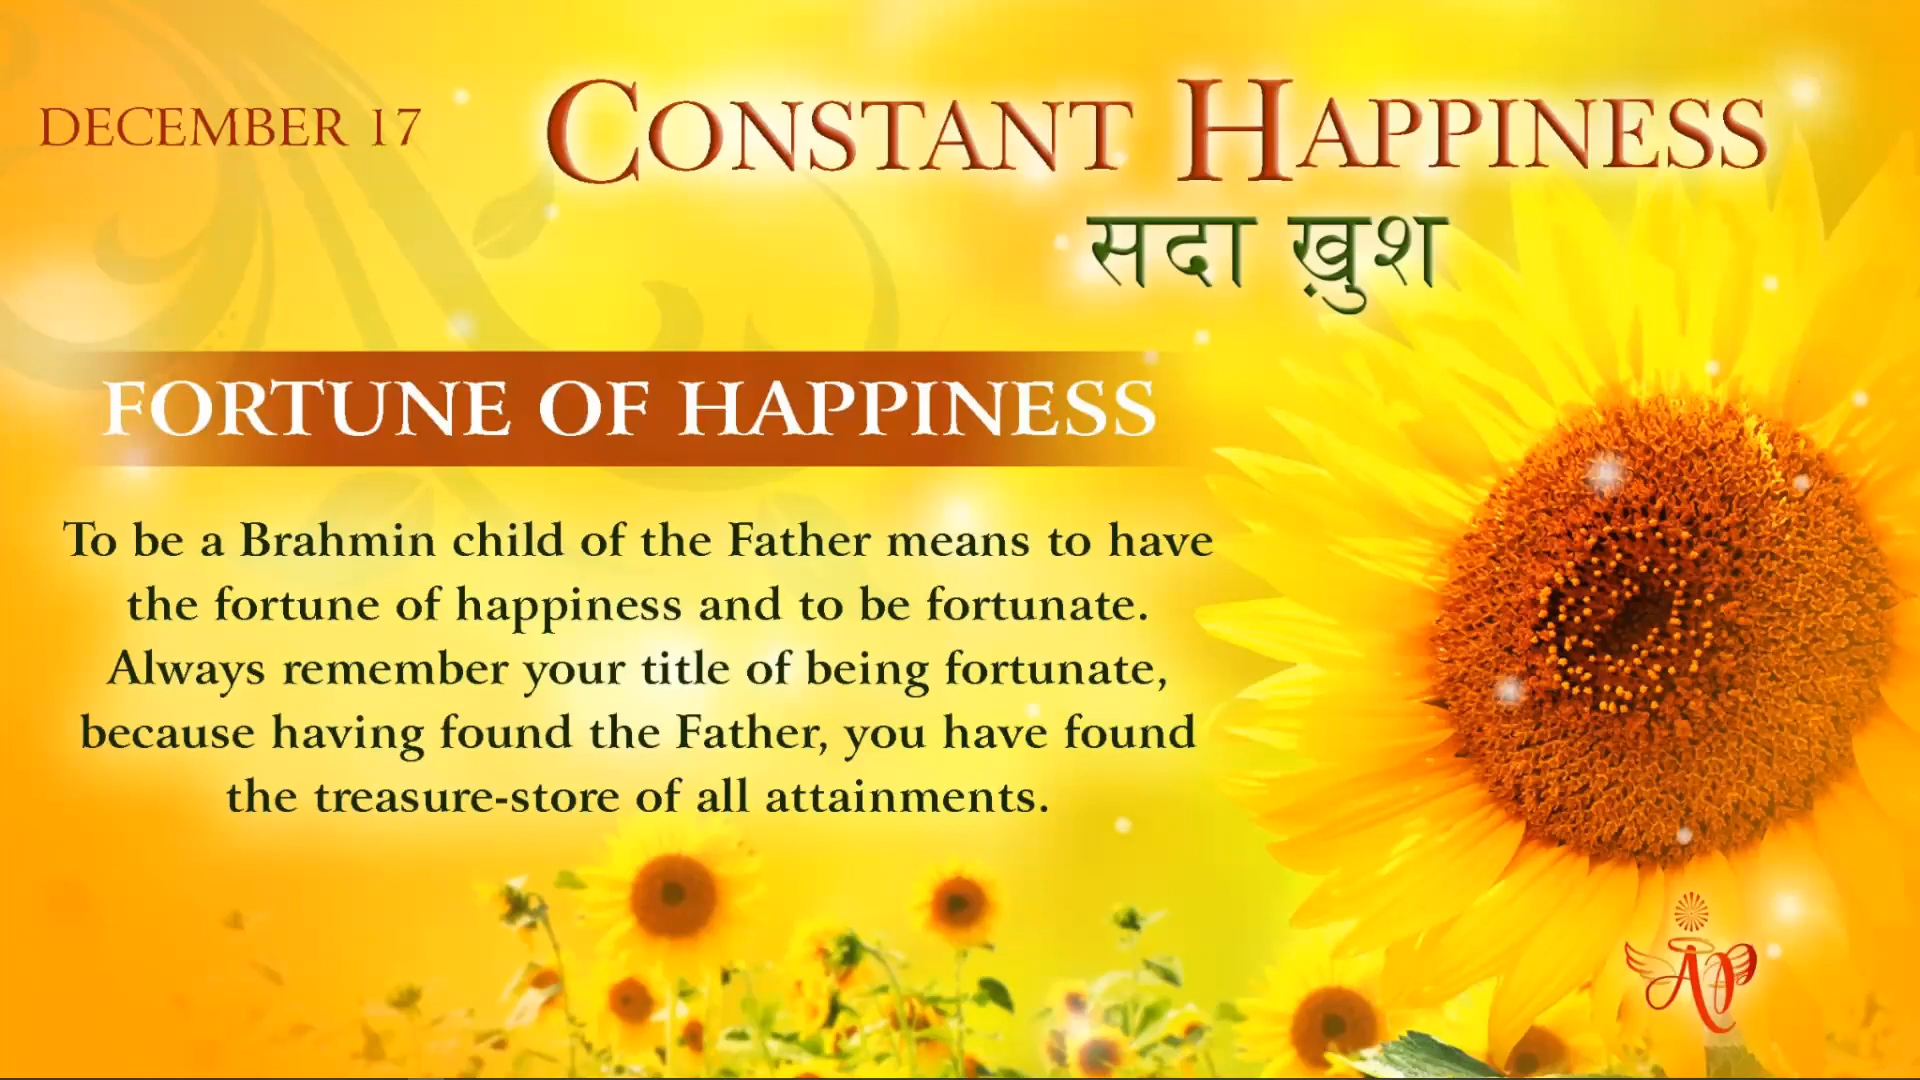 DECEMBER 17
CONSTANT HAPPINESS
सदा ख़ुश
FORTUNE OF HAPPINESS
To be a Brahmin child of the Father means to have
the fortune of happiness and to be fortunate.
Always remember your title of being fortunate,
because having found the Father, you have found
the treasure-store of all attainments.
AP